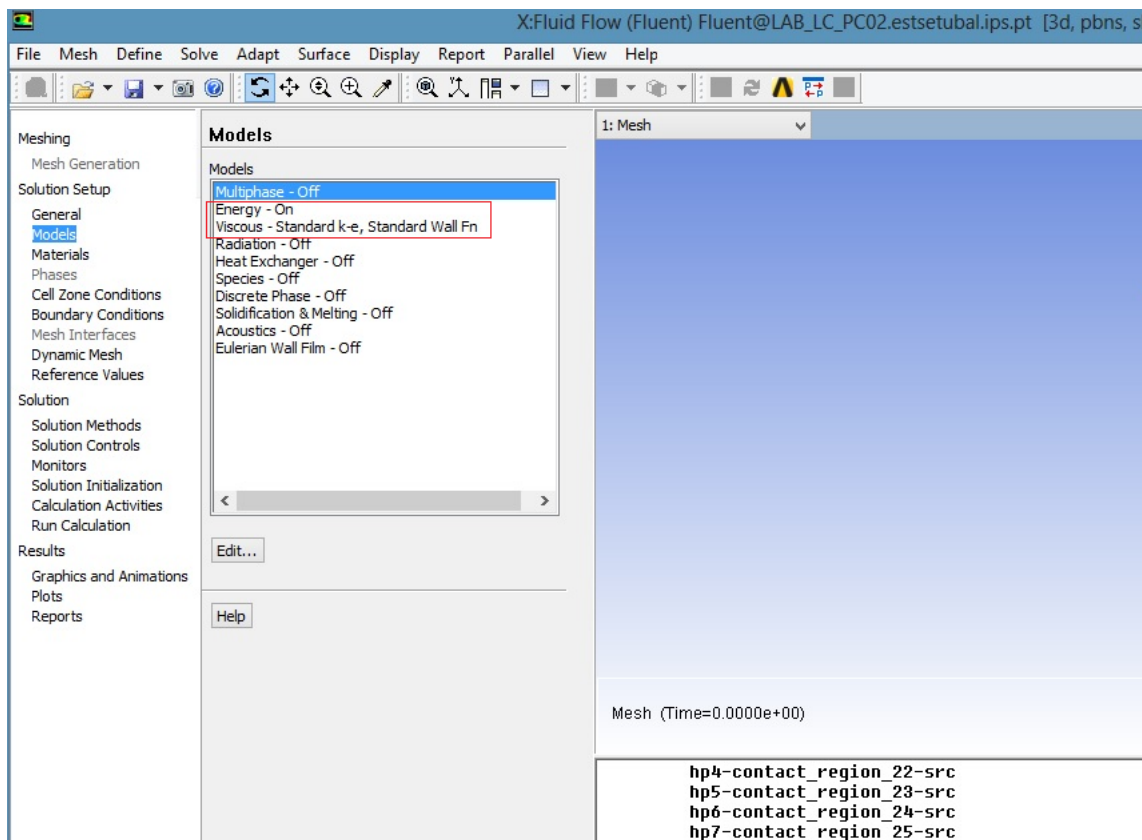 X:Fluid Flow (Fluent) Fluent@LAB_LC_PC02.estsetubal.ips.pt [3d, pbns, s
File Mesh Define Solve Adapt Surface Display Report Parallel View Help
Meshing
Mesh Generation
Solution Setup
General
Models
Materials
Phases
Cell Zone Conditions
Boundary Conditions
Mesh Interfaces
Dynamic Mesh
Reference Values
Solution
Solution Methods
Solution Controls
Monitors
Solution Initialization
Calculation Activities
Run Calculation
Results
Graphics and Animations
Plots
Reports
Models
Models
Multiphase - Off
Energy - On
Viscous - Standard k-e, Standard Wall Fn
Radiation - Off
Heat Exchanger - Off
Species - Off
Discrete Phase - Off
Solidification & Melting - Off
Acoustics - Off
Eulerian Wall Film - Off
Edit...
Help
1: Mesh
Mesh (Time=0.0000e+00)
hp4-contact_region_22-src
hp5-contact_region_23-src
hp6-contact_region_24-src
hp7-contact_region_25-src